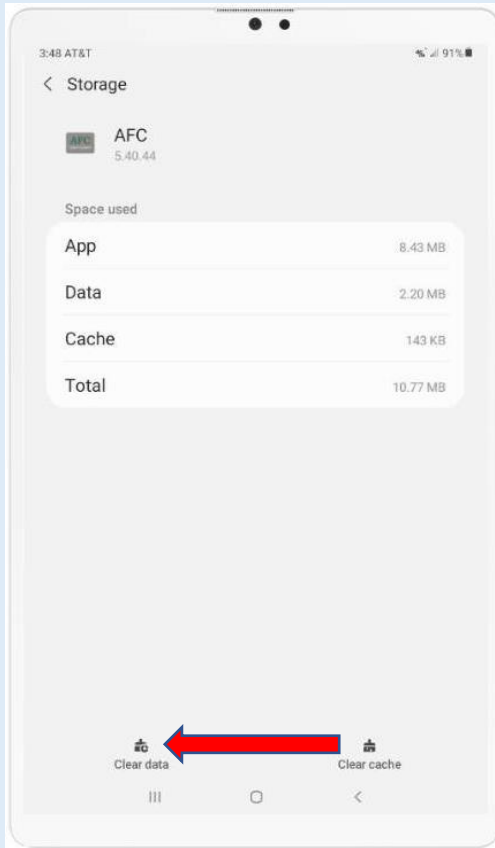 3:48 AT&T 91%
Storage
AFC
AFC
5.40.44
Space used
App 8.43 MB
Data 2.20 MB
Cache 143 KB
Total 10.77 MB
Clear data Clear cache